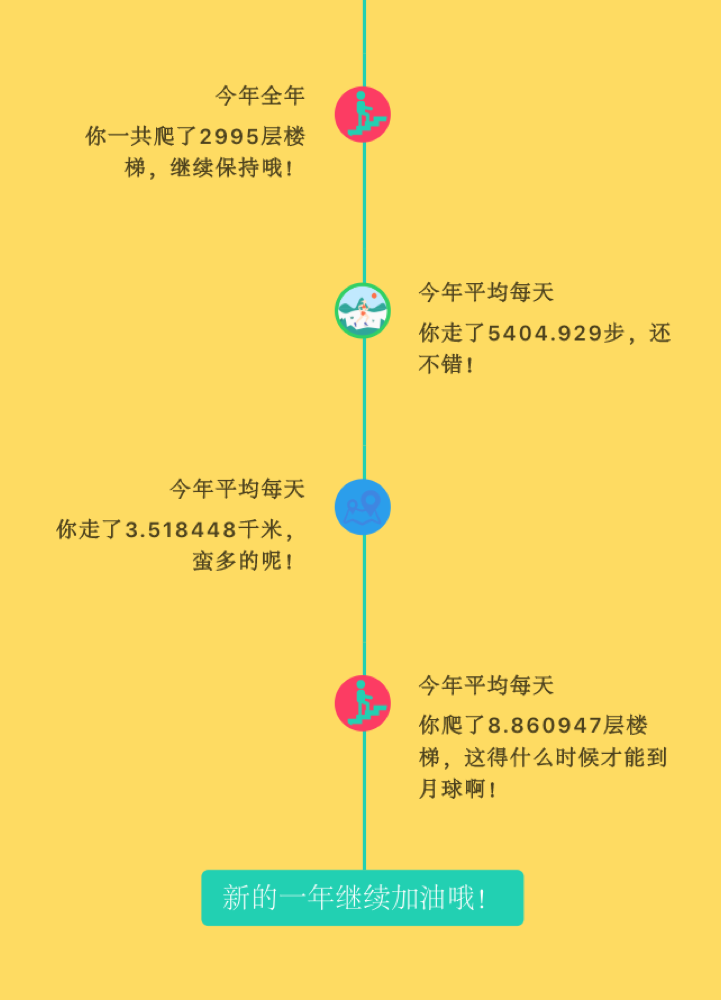 今年全年
你一共爬了2995层楼
梯，继续保持哦！
今年平均每天
你走了5404.929步，还
不错！
今年平均每天
你走了3.518448千米，
蛮多的呢！
今年平均每天
你爬了8.860947层楼
梯，这得什么时候才能到
月球啊！
新的一年继续加油哦！